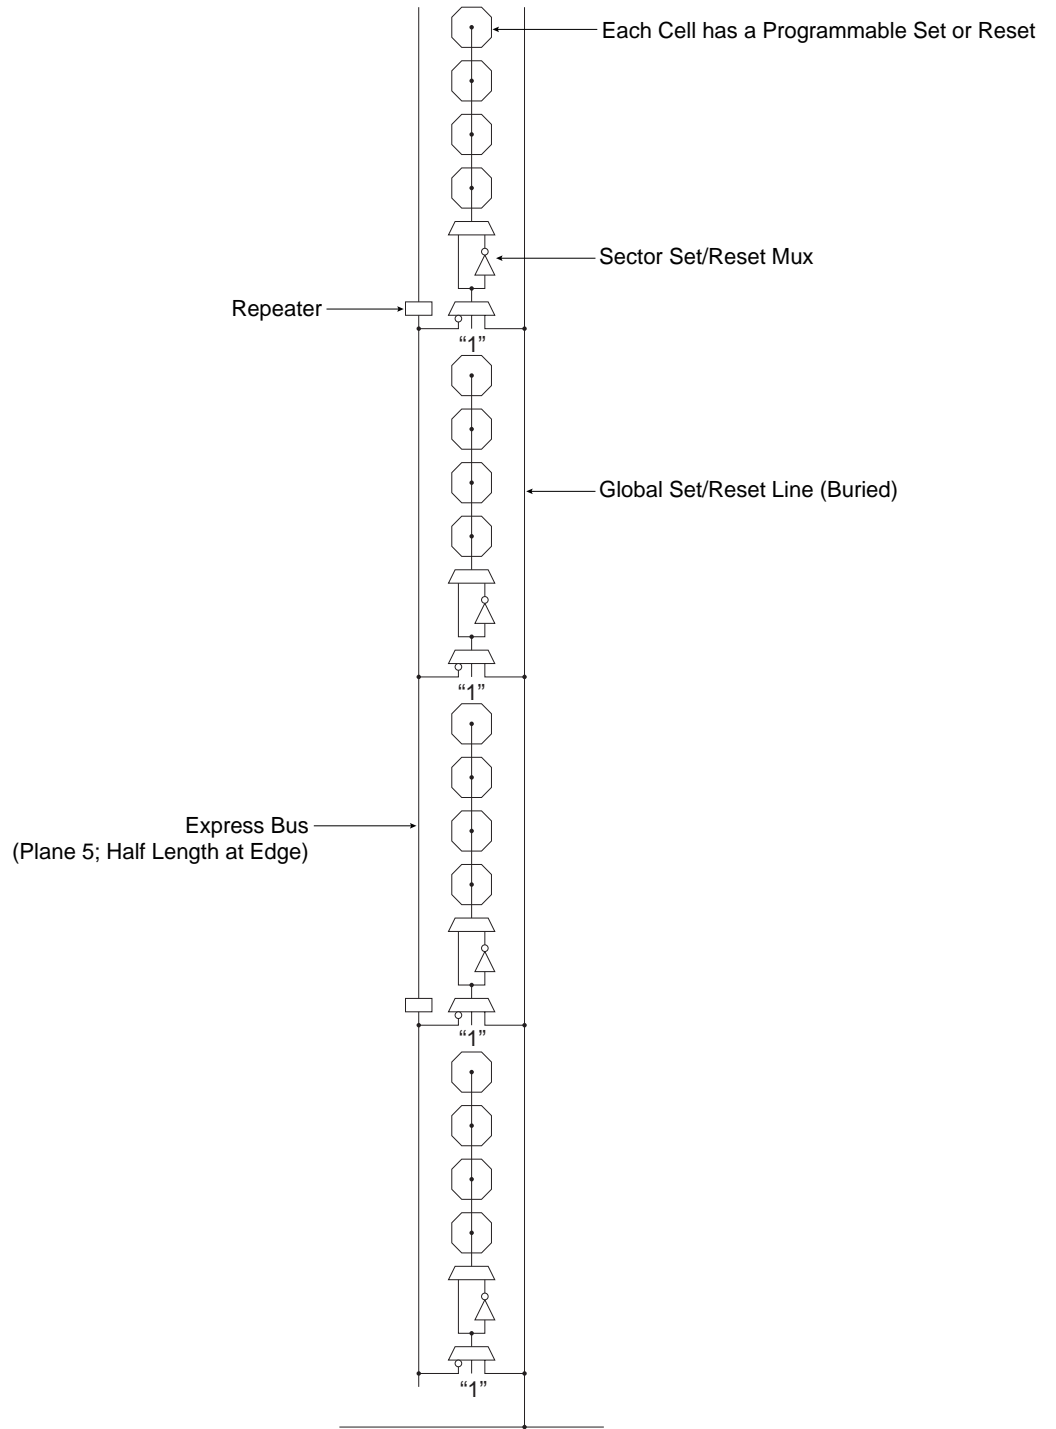 Each Cell has a Programmable Set or Reset
Sector Set/Reset Mux
Repeater
“1”
Global Set/Reset Line (Buried)
“1”
Express Bus
(Plane 5; Half Length at Edge)
“1”
“1”